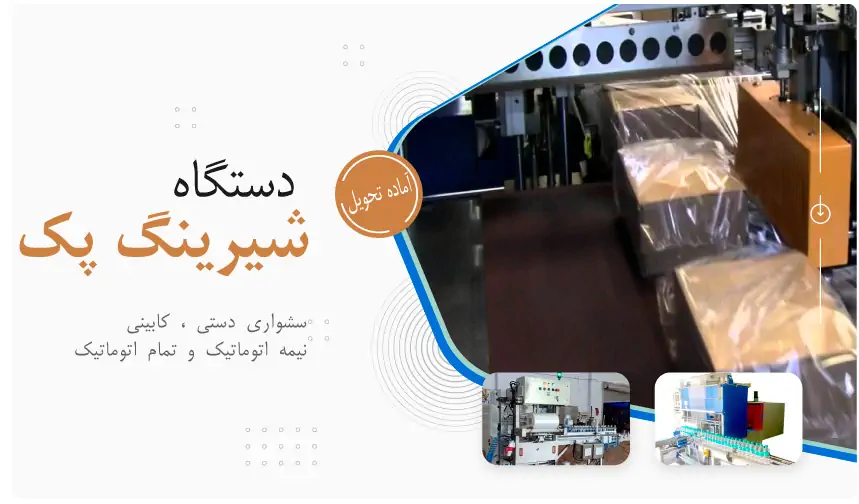 دستگاه
شیرینگ پک
سشواری دستی ، کابینی
نیمه اتوماتیک و تمام اتوماتیک
آماده تحویل